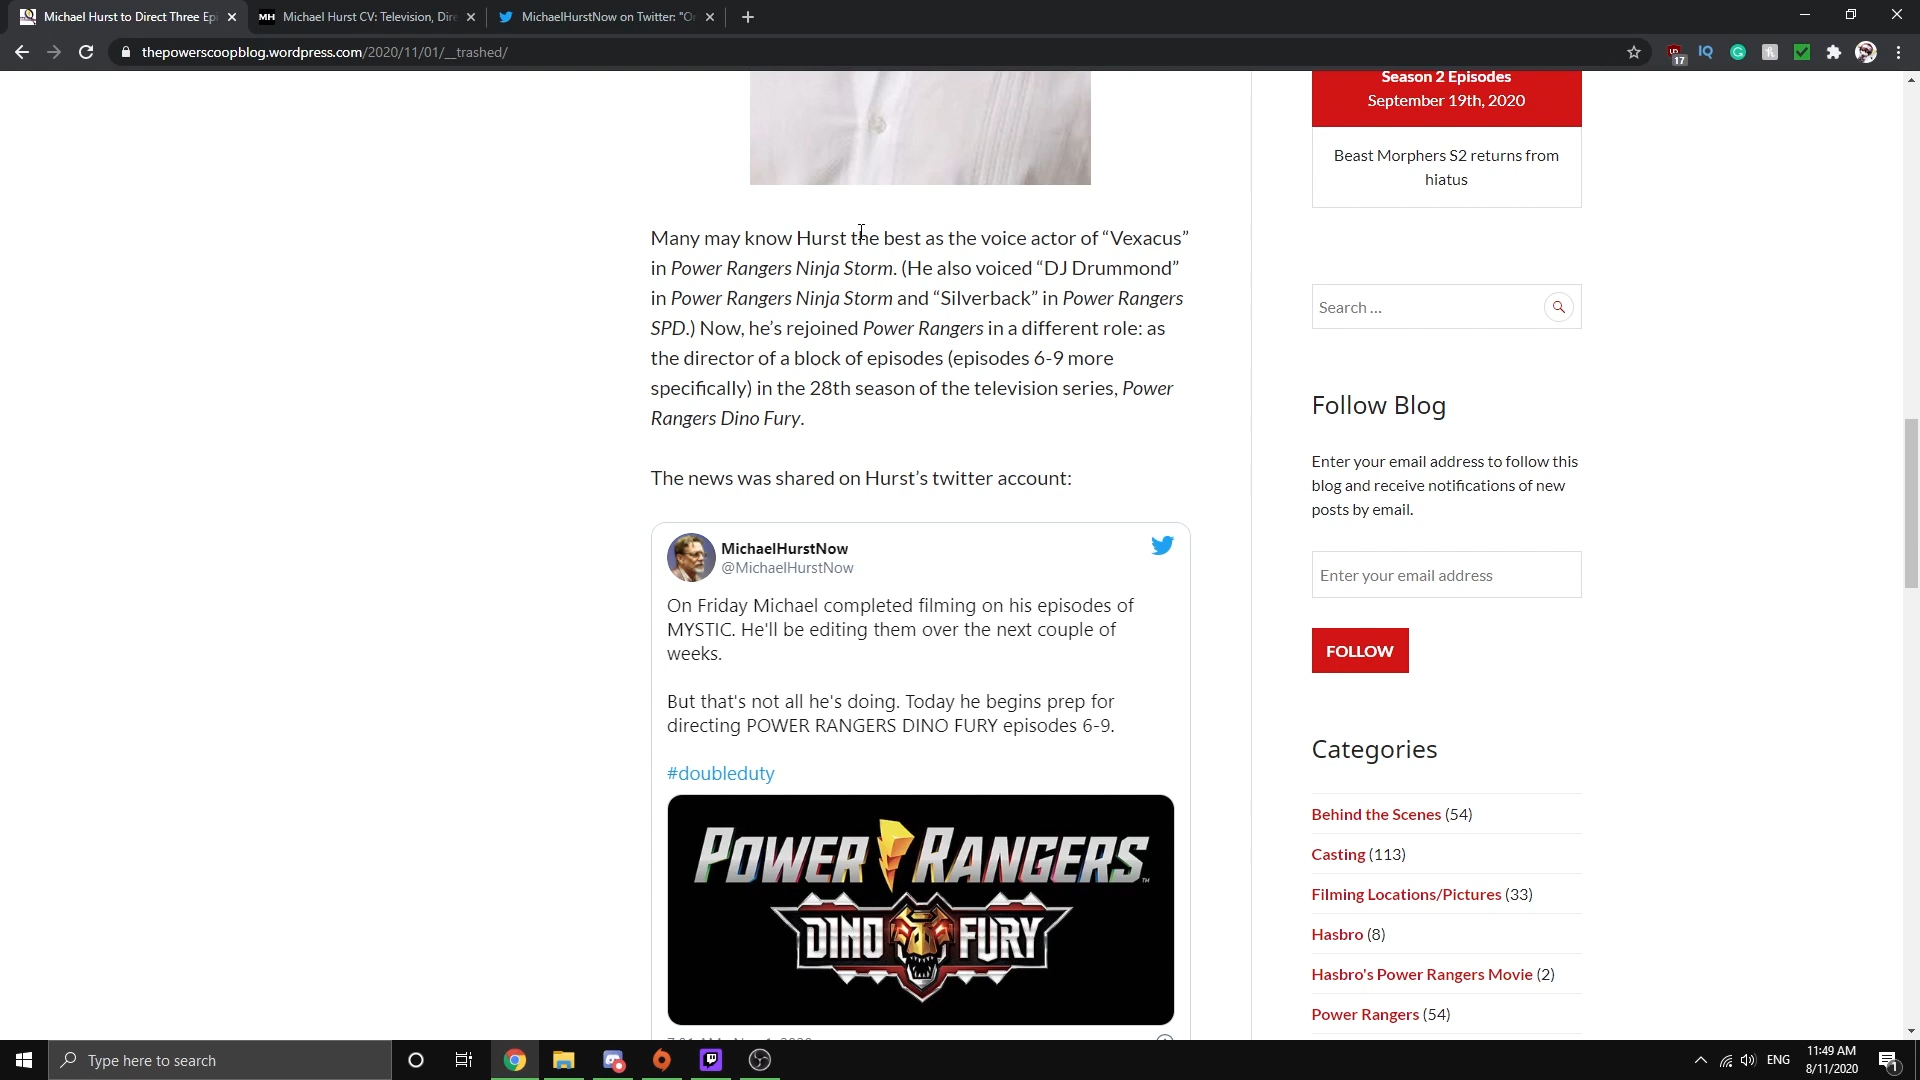 Michael Hurst to Direct Three Epi
Michael Hurst CV: Television, Dire
MichaelHurstNow on Twitter: "Or
thepowerscoopblog.wordpress.com/2020/11/01/__trashed/
17
Many may know Hurst the best as the voice actor of “Vexacus”
in Power Rangers Ninja Storm. (He also voiced “DJ Drummond”
in Power Rangers Ninja Storm and “Silverback” in Power Rangers
SPD.) Now, he’s rejoined Power Rangers in a different role: as
the director of a block of episodes (episodes 6-9 more
specifically) in the 28th season of the television series, Power
Rangers Dino Fury.
The news was shared on Hurst’s twitter account:
MichaelHurstNow
@MichaelHurstNow
On Friday Michael completed filming on his episodes of
MYSTIC. He'll be editing them over the next couple of
weeks.
But that's not all he's doing. Today he begins prep for
directing POWER RANGERS DINO FURY episodes 6-9.
#doubleduty
POWER RANGERS
DINO FURY
Season 2 Episodes
September 19th, 2020
Beast Morphers S2 returns from
hiatus
Search ...
Follow Blog
Enter your email address to follow this
blog and receive notifications of new
posts by email.
Enter your email address
FOLLOW
Categories
Behind the Scenes (54)
Casting (113)
Filming Locations/Pictures (33)
Hasbro (8)
Hasbro's Power Rangers Movie (2)
Power Rangers (54)
Type here to search
ENG
11:49 AM
8/11/2020
1